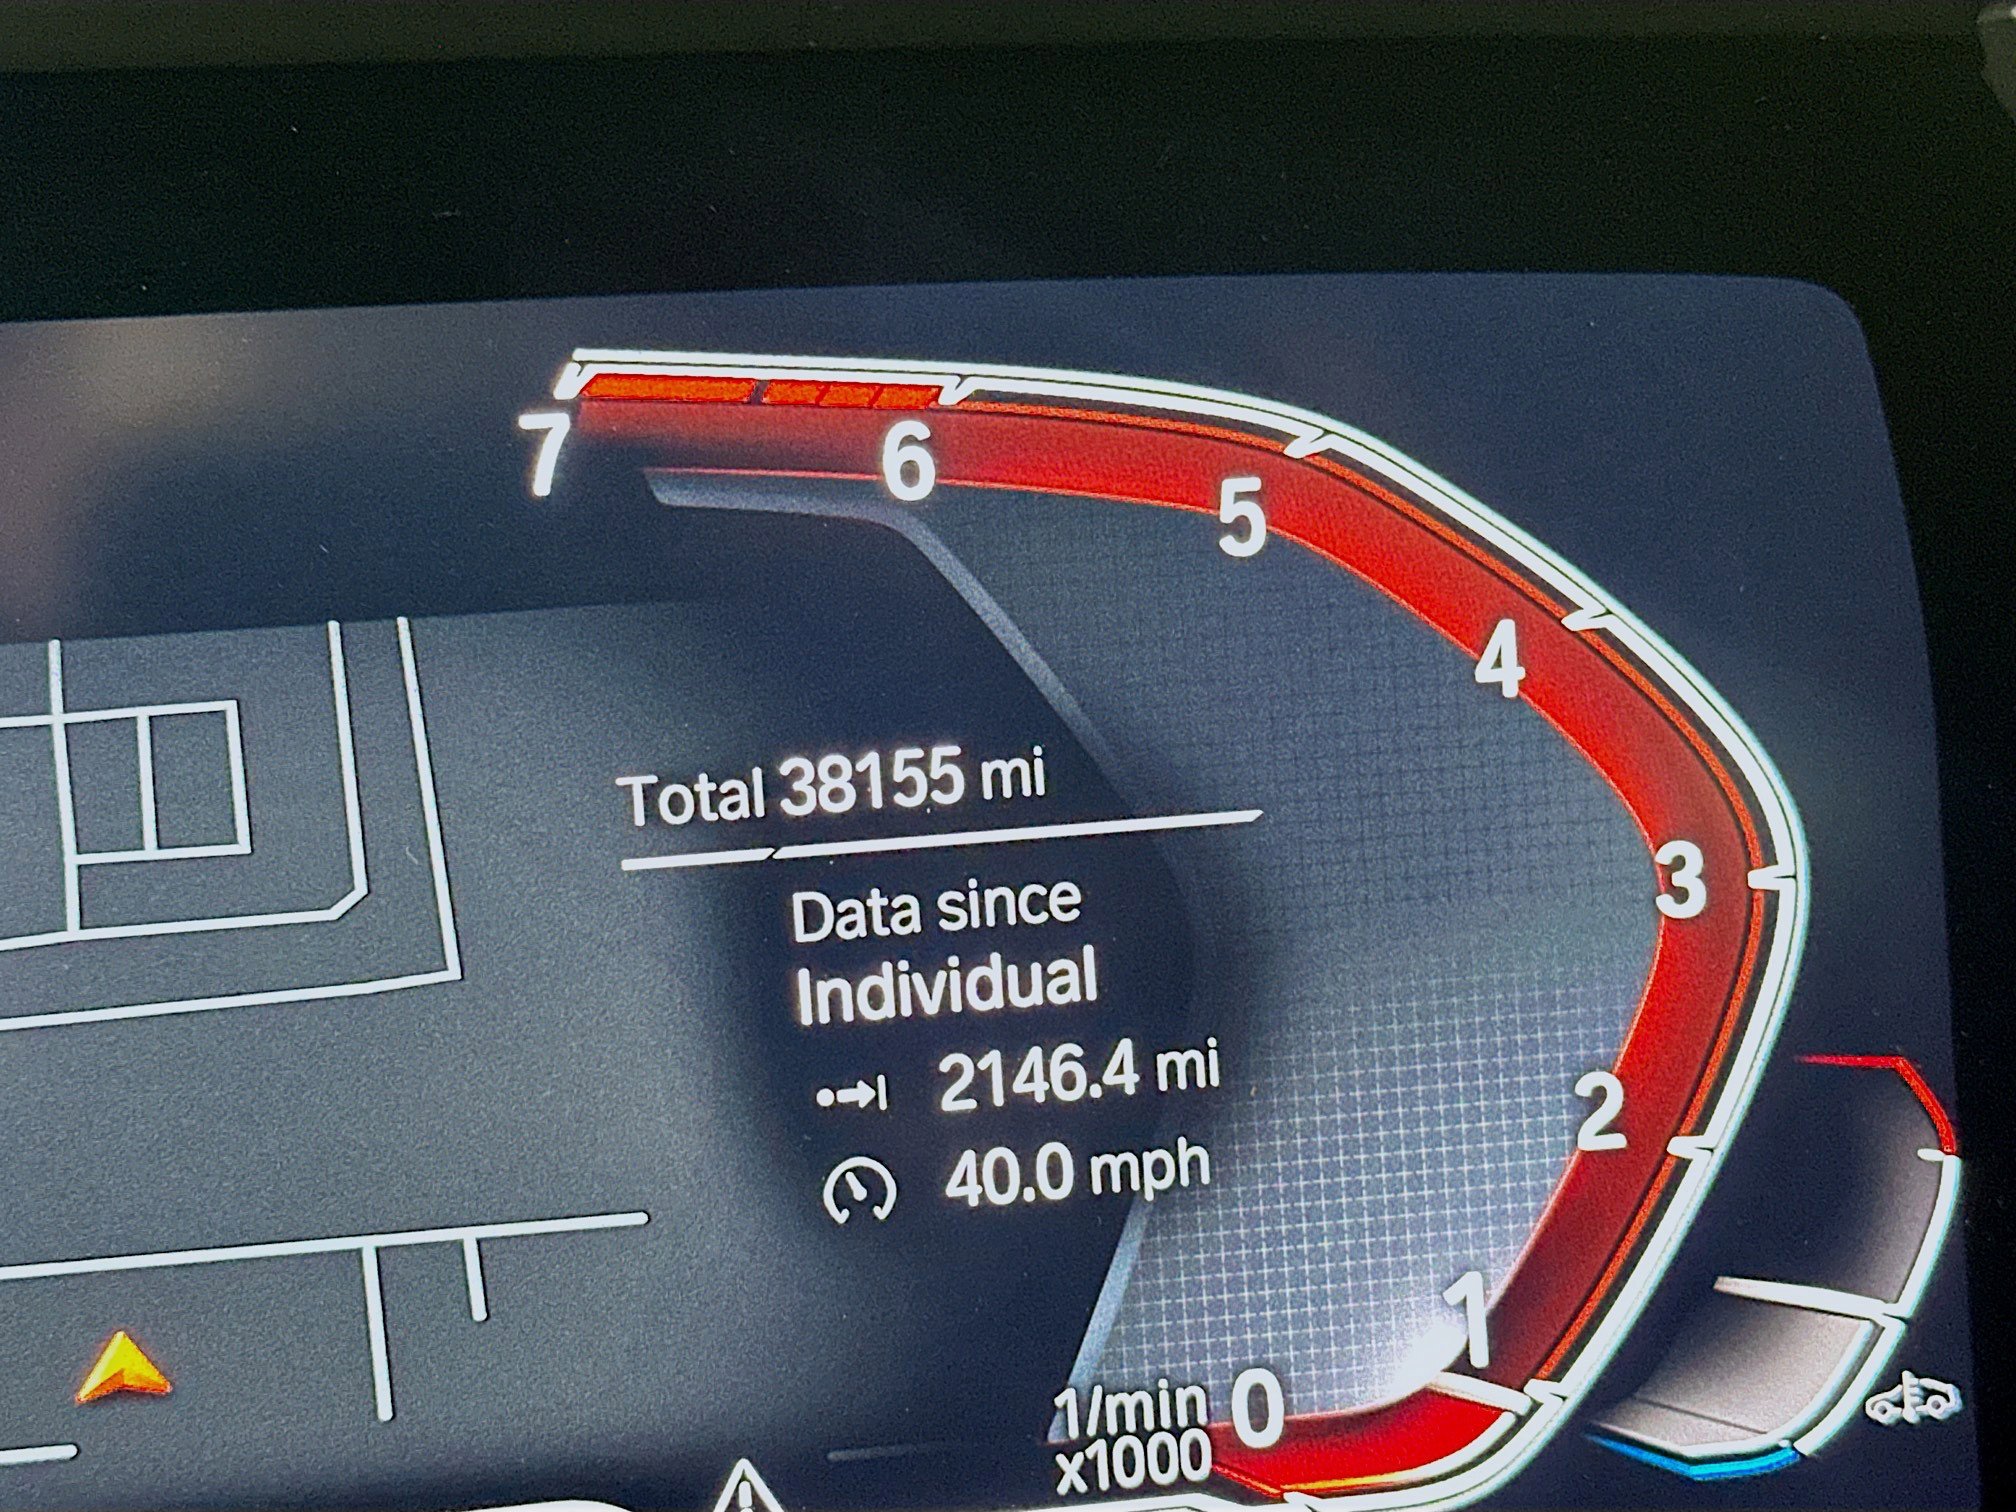 7
6
5
4
Total 38155 mi
3
Data since
Individual
2146.4 mi
2
40.0 mph
1
1/min 0
x1000